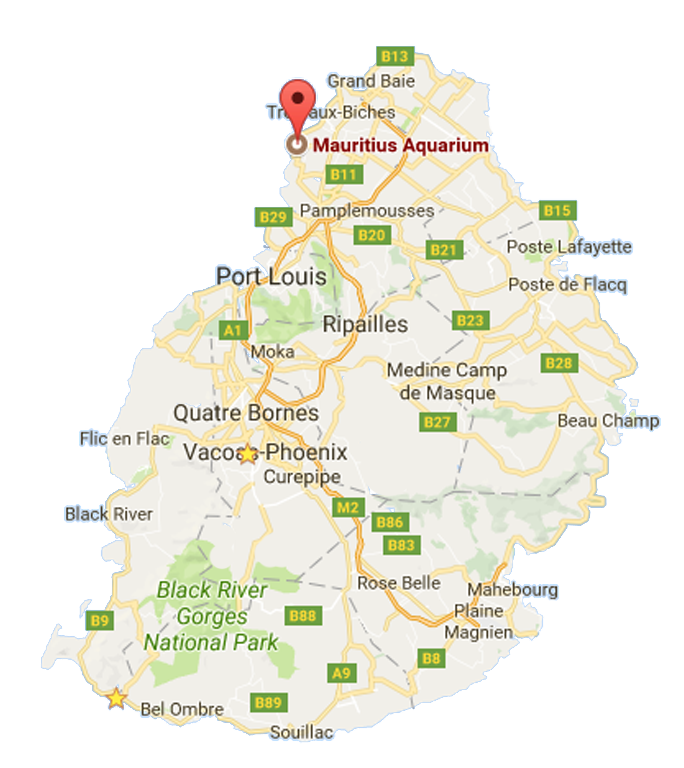 B13
Grand Baie
Trou-aux-Biches
Mauritius Aquarium
B11
B29
Pamplemousses
B15
B20
B21
Poste Lafayette
Port Louis
Poste de Flacq
A1
Ripailles
B23
Moka
B28
Medine Camp
de Masque
Quatre Bornes
B27
Beau Champ
Flic en Flac
Vacoas-Phoenix
Curepipe
M2
Black River
B86
B83
Rose Belle
Black River
Gorges
National Park
Mahebourg
B9
B88
Plaine
Magnien
B8
A9
B89
Bel Ombre
Souillac